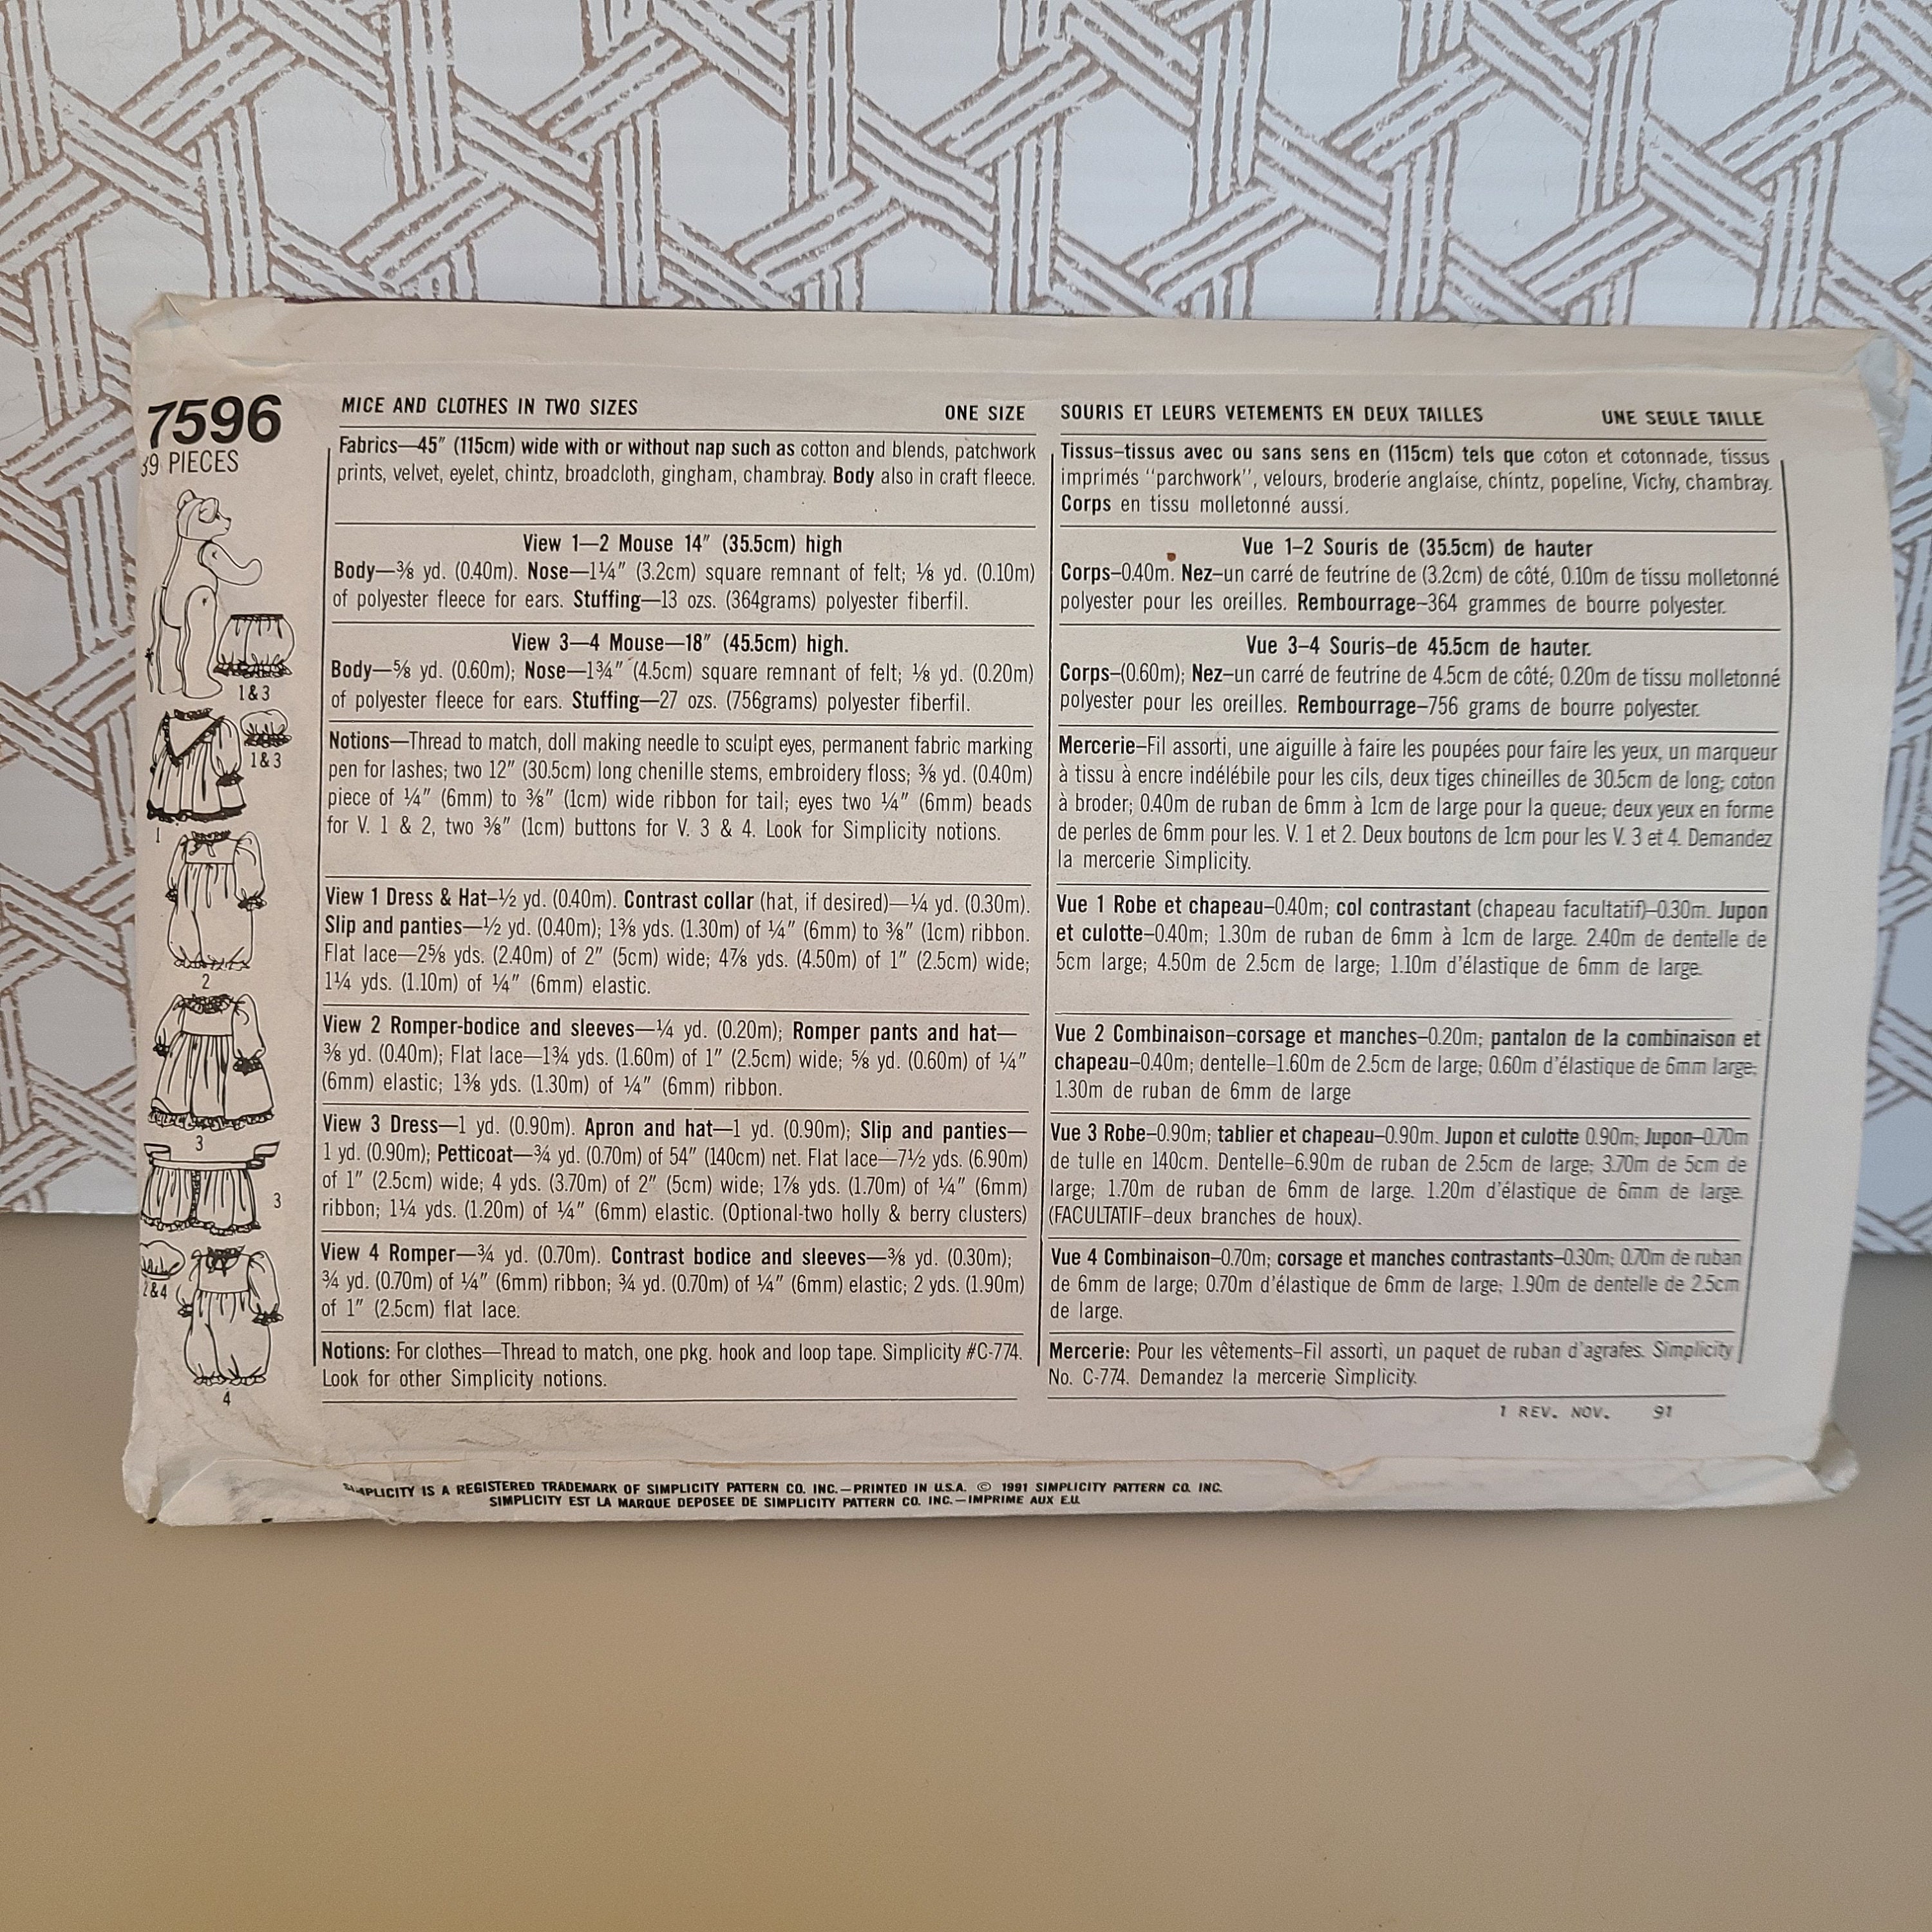 7596
39 PIECES
1&3
1&3
1
2
3
3
2&4
4
MICE AND CLOTHES IN TWO SIZES ONE SIZE
Fabrics—45" (115cm) wide with or without nap such as cotton and blends, patchwork
prints, velvet, eyelet, chintz, broadcloth, gingham, chambray. Body also in craft fleece.
View 1—2 Mouse 14" (35.5cm) high
Body—⅜ yd. (0.40m). Nose—1¼" (3.2cm) square remnant of felt; ⅛ yd. (0.10m)
of polyester fleece for ears. Stuffing—13 ozs. (364grams) polyester fiberfil.
View 3—4 Mouse—18" (45.5cm) high.
Body—⅝ yd. (0.60m); Nose—1¾" (4.5cm) square remnant of felt; ⅛ yd. (0.20m)
of polyester fleece for ears. Stuffing—27 ozs. (756grams) polyester fiberfil.
Notions—Thread to match, doll making needle to sculpt eyes, permanent fabric marking
pen for lashes; two 12" (30.5cm) long chenille stems, embroidery floss; ⅜ yd. (0.40m)
piece of ¼" (6mm) to ⅜" (1cm) wide ribbon for tail; eyes two ¼" (6mm) beads
for V. 1 & 2, two ⅜" (1cm) buttons for V. 3 & 4. Look for Simplicity notions.
View 1 Dress & Hat–½ yd. (0.40m). Contrast collar (hat, if desired)—¼ yd. (0.30m).
Slip and panties—½ yd. (0.40m); 1⅜ yds. (1.30m) of ¼" (6mm) to ⅜" (1cm) ribbon.
Flat lace—2⅝ yds. (2.40m) of 2" (5cm) wide; 4⅞ yds. (4.50m) of 1" (2.5cm) wide;
1¼ yds. (1.10m) of ¼" (6mm) elastic.
View 2 Romper-bodice and sleeves—¼ yd. (0.20m); Romper pants and hat—
⅜ yd. (0.40m); Flat lace—1¾ yds. (1.60m) of 1" (2.5cm) wide; ⅝ yd. (0.60m) of ¼"
(6mm) elastic; 1⅜ yds. (1.30m) of ¼" (6mm) ribbon.
View 3 Dress—1 yd. (0.90m). Apron and hat—1 yd. (0.90m); Slip and panties—
1 yd. (0.90m); Petticoat—¾ yd. (0.70m) of 54" (140cm) net. Flat lace—7½ yds. (6.90m)
of 1" (2.5cm) wide; 4 yds. (3.70m) of 2" (5cm) wide; 1⅞ yds. (1.70m) of ¼" (6mm)
ribbon; 1¼ yds. (1.20m) of ¼" (6mm) elastic. (Optional-two holly & berry clusters)
View 4 Romper—¾ yd. (0.70m). Contrast bodice and sleeves—⅜ yd. (0.30m);
¾ yd. (0.70m) of ¼" (6mm) ribbon; ¾ yd. (0.70m) of ¼" (6mm) elastic; 2 yds. (1.90m)
of 1" (2.5cm) flat lace.
Notions: For clothes—Thread to match, one pkg. hook and loop tape. Simplicity #C-774.
Look for other Simplicity notions.
SOURIS ET LEURS VETEMENTS EN DEUX TAILLES UNE SEULE TAILLE
Tissus–tissus avec ou sans sens en (115cm) tels que coton et cotonnade, tissus
imprimés "parchwork", velours, broderie anglaise, chintz, popeline, Vichy, chambray.
Corps en tissu molletonné aussi.
Vue 1–2 Souris de (35.5cm) de hauter
Corps–0.40m. Nez–un carré de feutrine de (3.2cm) de côté, 0.10m de tissu molletonné
polyester pour les oreilles. Rembourrage–364 grammes de bourre polyester.
Vue 3–4 Souris–de 45.5cm de hauter.
Corps–(0.60m); Nez–un carré de feutrine de 4.5cm de côté; 0.20m de tissu molletonné
polyester pour les oreilles. Rembourrage–756 grams de bourre polyester.
Mercerie–Fil assorti, une aiguille à faire les poupées pour faire les yeux, un marqueur
à tissu à encre indélébile pour les cils, deux tiges chineilles de 30.5cm de long; coton
à broder; 0.40m de ruban de 6mm à 1cm de large pour la queue; deux yeux en forme
de perles de 6mm pour les. V. 1 et 2. Deux boutons de 1cm pour les V. 3 et 4. Demandez
la mercerie Simplicity.
Vue 1 Robe et chapeau–0.40m; col contrastant (chapeau facultatif)–0.30m. Jupon
et culotte–0.40m; 1.30m de ruban de 6mm à 1cm de large. 2.40m de dentelle de
5cm large; 4.50m de 2.5cm de large; 1.10m d'élastique de 6mm de large.
Vue 2 Combinaison–corsage et manches–0.20m; pantalon de la combinaison et
chapeau–0.40m; dentelle–1.60m de 2.5cm de large; 0.60m d'élastique de 6mm large;
1.30m de ruban de 6mm de large
Vue 3 Robe–0.90m; tablier et chapeau–0.90m. Jupon et culotte 0.90m; Jupon–0.70m
de tulle en 140cm. Dentelle–6.90m de ruban de 2.5cm de large; 3.70m de 5cm de
large; 1.70m de ruban de 6mm de large. 1.20m d'élastique de 6mm de large.
(FACULTATIF–deux branches de houx).
Vue 4 Combinaison–0.70m; corsage et manches contrastants–0.30m; 0.70m de ruban
de 6mm de large; 0.70m d'élastique de 6mm de large; 1.90m de dentelle de 2.5cm
de large.
Mercerie: Pour les vêtements–Fil assorti, un paquet de ruban d'agrafes. Simplicity
No. C-774. Demandez la mercerie Simplicity.
1 REV. NOV. 91
SIMPLICITY IS A REGISTERED TRADEMARK OF SIMPLICITY PATTERN CO. INC.—PRINTED IN U.S.A. © 1991 SIMPLICITY PATTERN CO. INC.
SIMPLICITY EST LA MARQUE DEPOSEE DE SIMPLICITY PATTERN CO. INC.—IMPRIME AUX E.U.